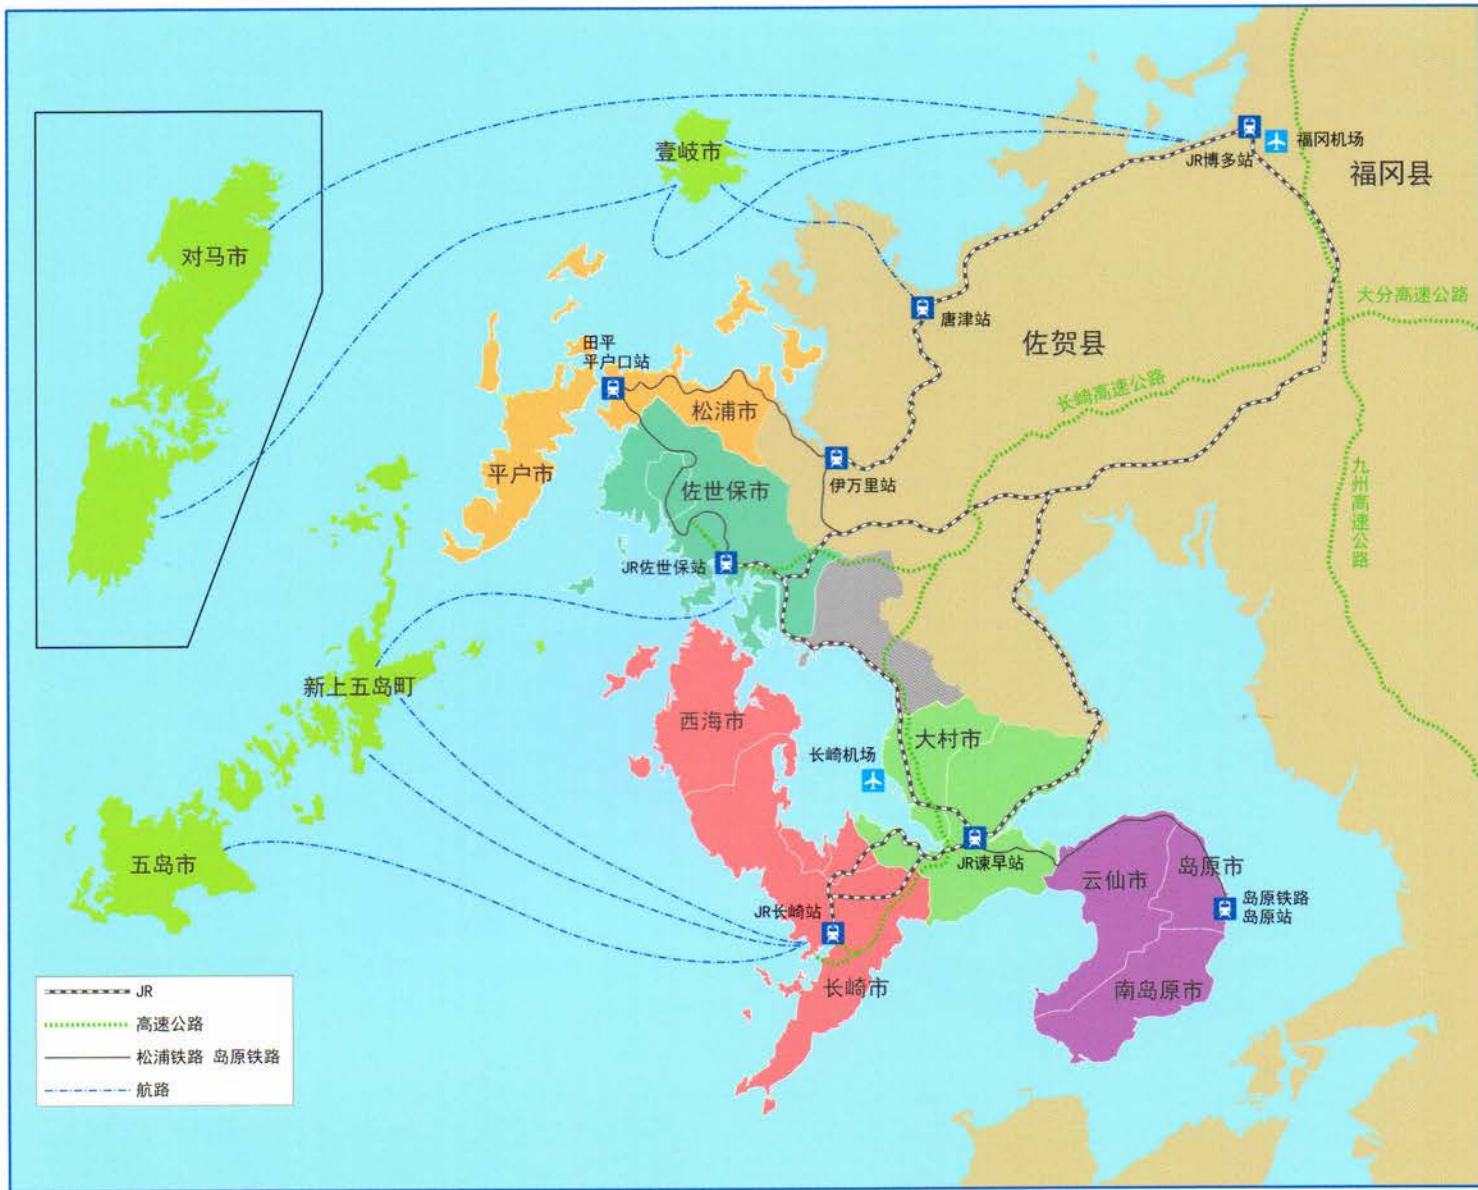 壹岐市
福冈机场
JR博多站
福冈县
对马市
大分高速公路
唐津站
佐贺县
田平
平户口站
长崎高速公路
松浦市
平户市
伊万里站
佐世保市
九州高速公路
JR佐世保站
新上五岛町
西海市
大村市
长崎机场
五岛市
JR谏早站
云仙市
岛原市
岛原铁路
岛原站
JR长崎站
长崎市
南岛原市
JR
高速公路
松浦铁路 岛原铁路
航路